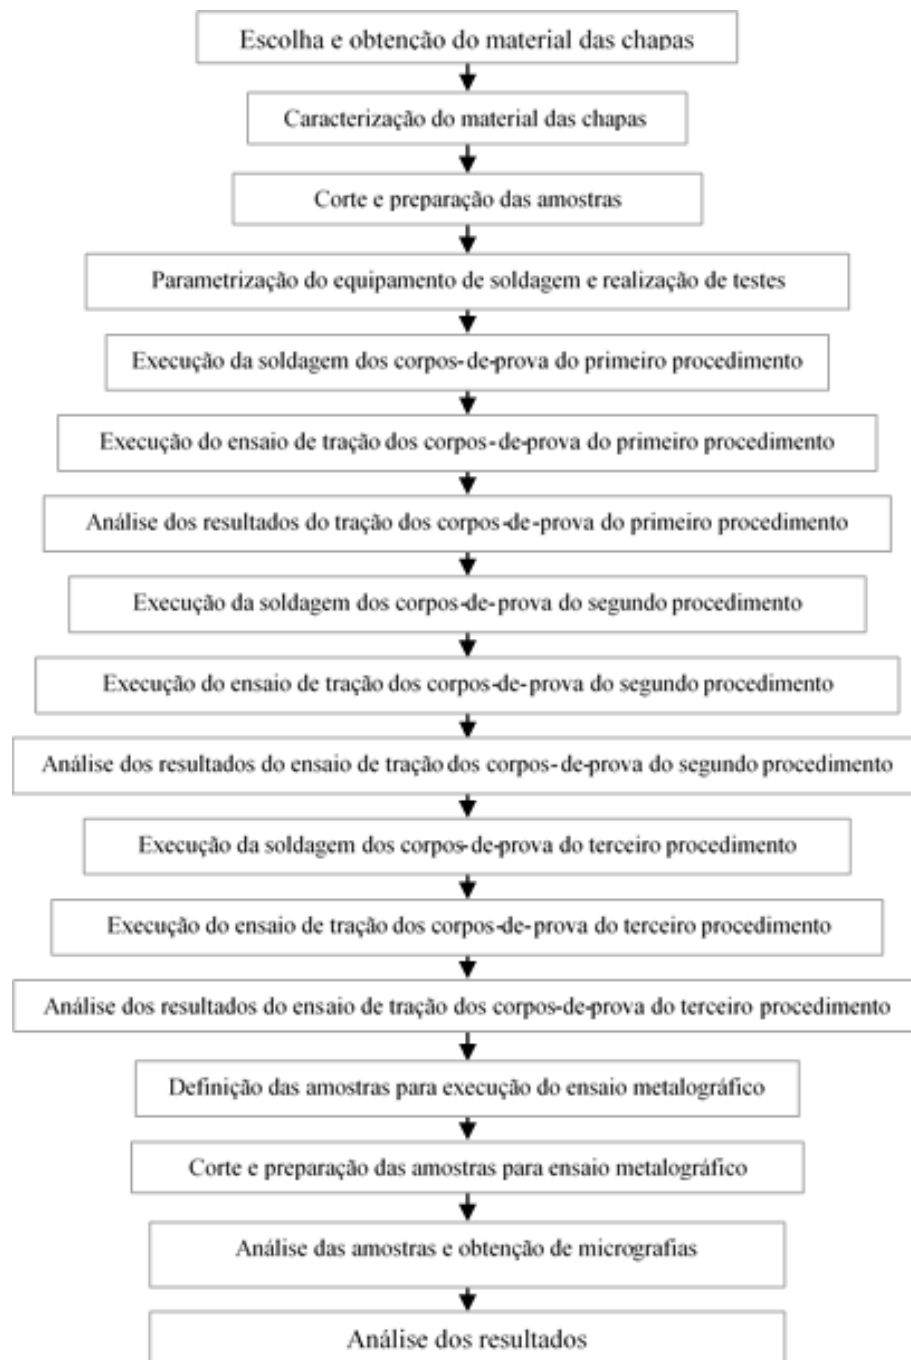 Escolha e obtenção do material das chapas
Caracterização do material das chapas
Corte e preparação das amostras
Parametrização do equipamento de soldagem e realização de testes
Execução da soldagem dos corpos-de-prova do primeiro procedimento
Execução do ensaio de tração dos corpos-de-prova do primeiro procedimento
Análise dos resultados do tração dos corpos-de-prova do primeiro procedimento
Execução da soldagem dos corpos-de-prova do segundo procedimento
Execução do ensaio de tração dos corpos-de-prova do segundo procedimento
Análise dos resultados do ensaio de tração dos corpos-de-prova do segundo procedimento
Execução da soldagem dos corpos-de-prova do terceiro procedimento
Execução do ensaio de tração dos corpos-de-prova do terceiro procedimento
Análise dos resultados do ensaio de tração dos corpos-de-prova do terceiro procedimento
Definição das amostras para execução do ensaio metalográfico
Corte e preparação das amostras para ensaio metalográfico
Análise das amostras e obtenção de micrografias
Análise dos resultados